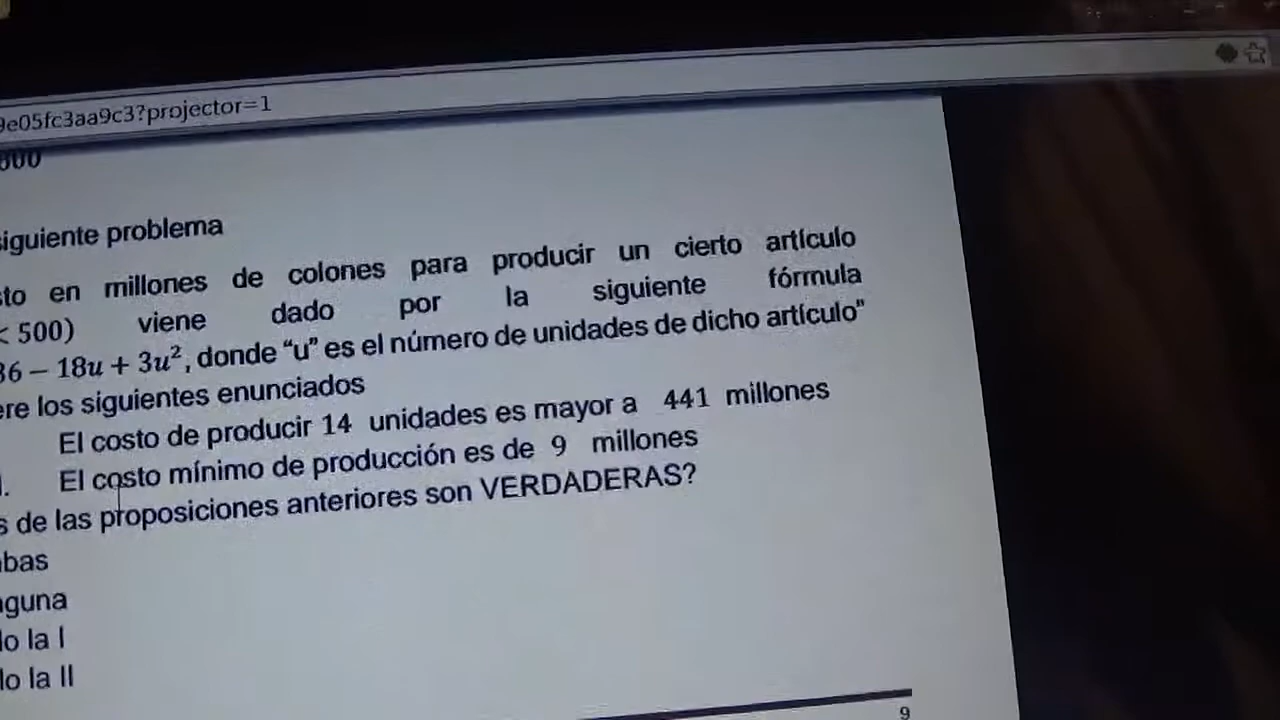 9e05fc3aa9c3?projector=1
siguiente problema
sto en millones de colones para producir un cierto artículo
< 500) viene dado por la siguiente fórmula
36 − 18u + 3u², donde “u” es el número de unidades de dicho artículo”
ere los siguientes enunciados
El costo de producir 14 unidades es mayor a 441 millones
I. El costo mínimo de producción es de 9 millones
s de las proposiciones anteriores son VERDADERAS?
bas
guna
lo la I
lo la II
9